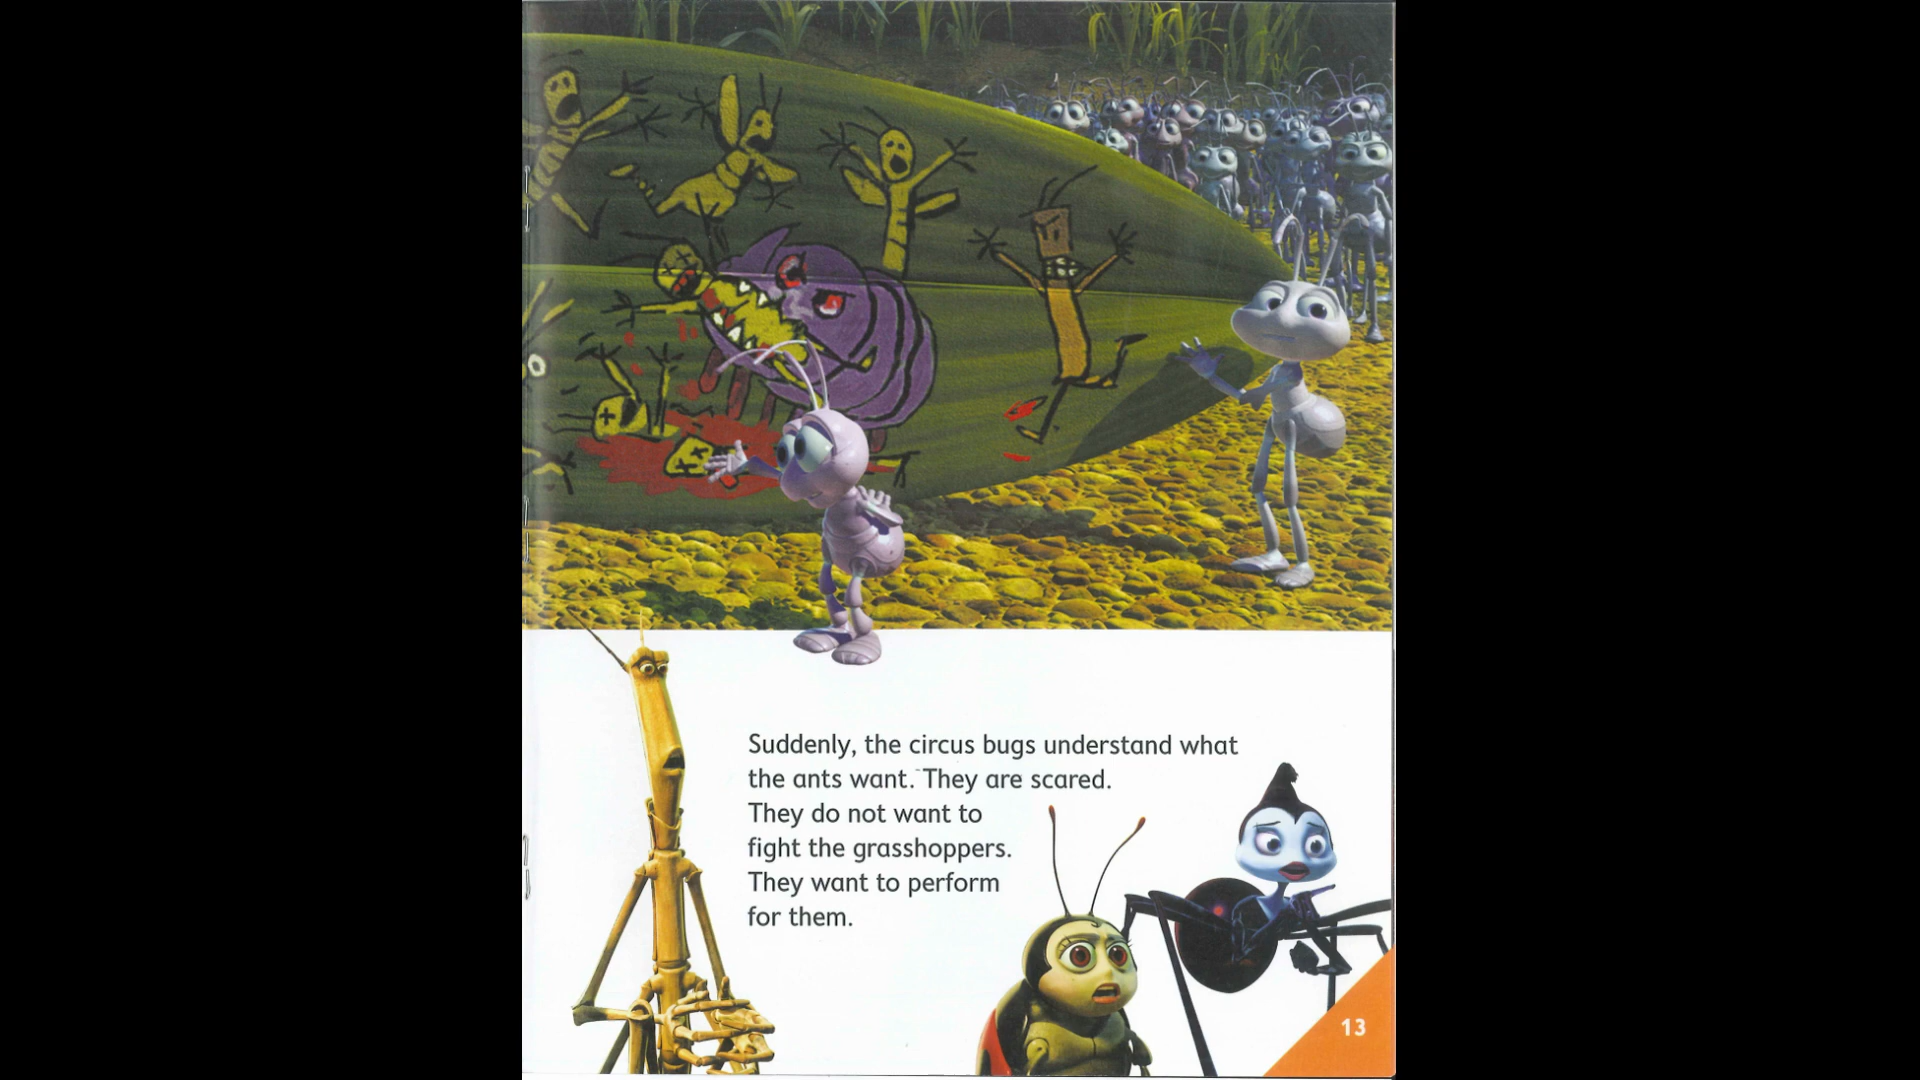 Suddenly, the circus bugs understand what
the ants want. They are scared.
They do not want to
fight the grasshoppers.
They want to perform
for them.
13